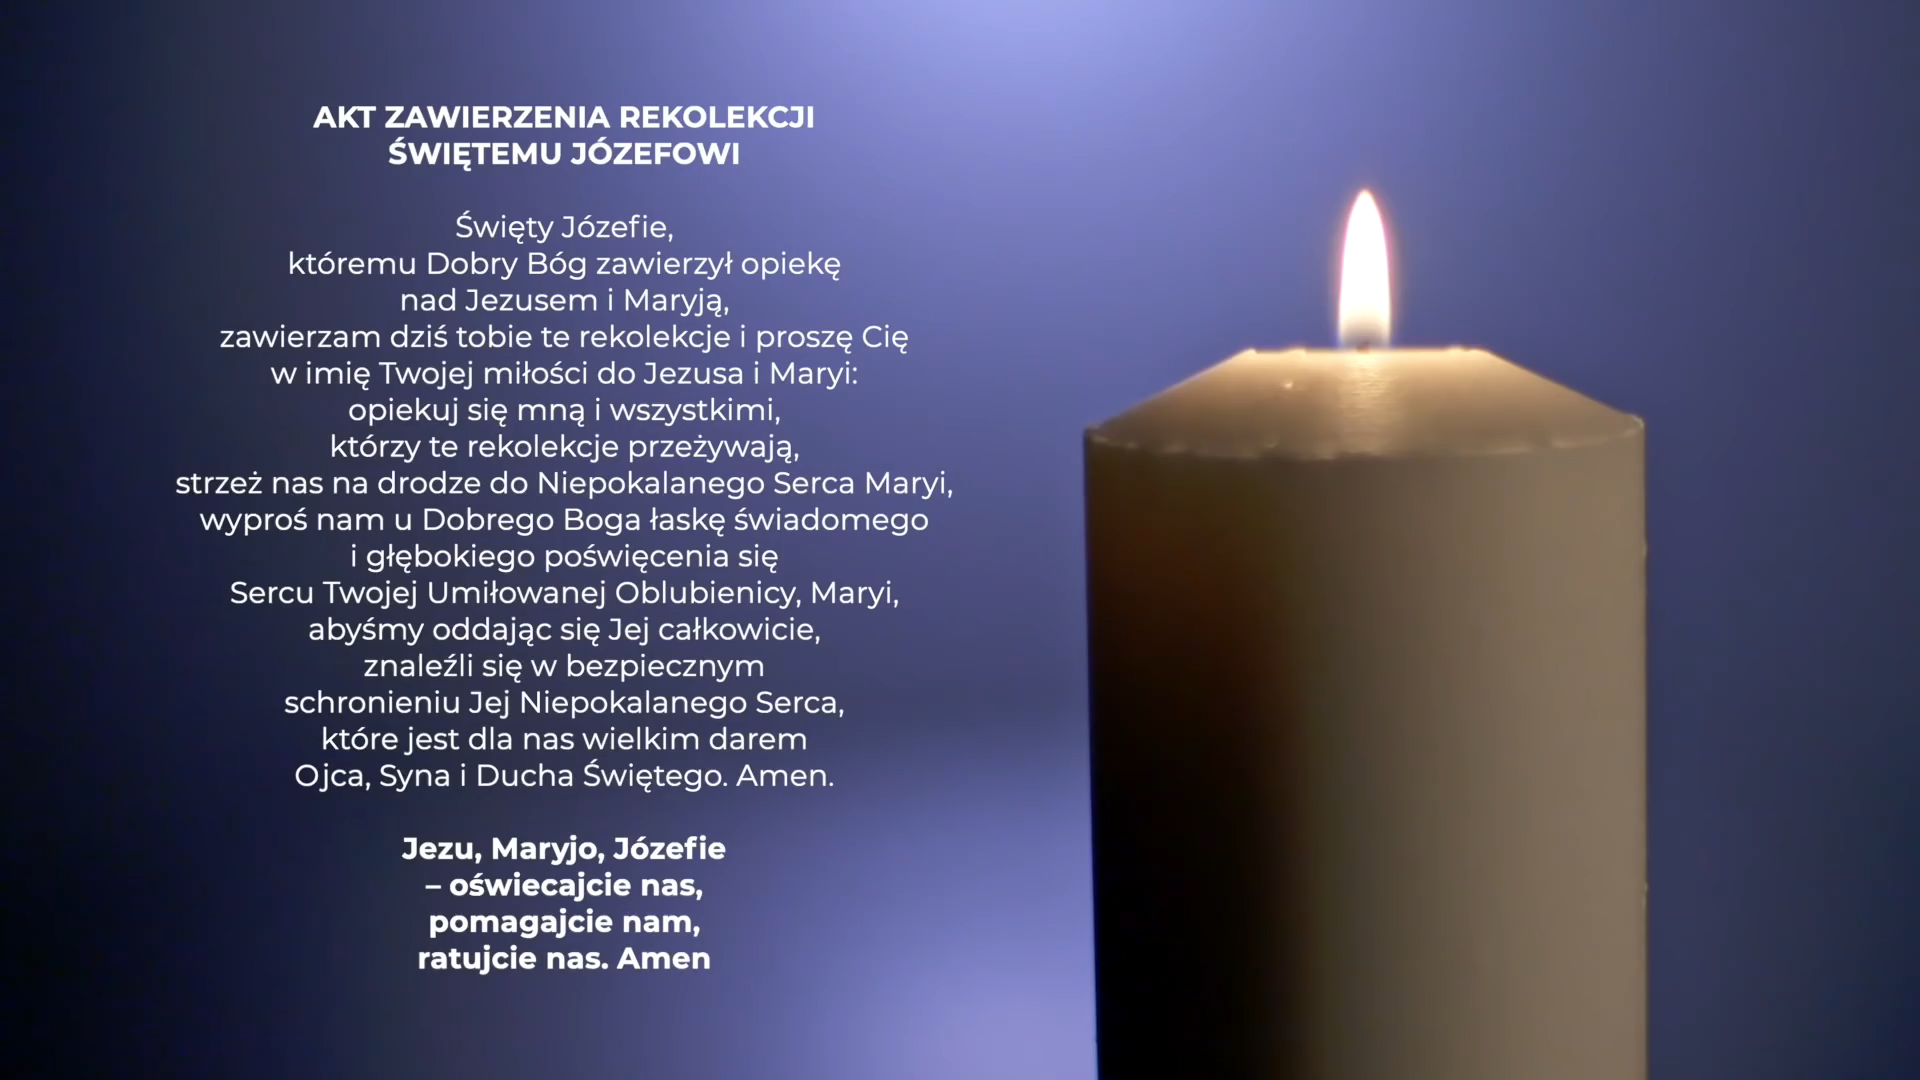 AKT ZAWIERZENIA REKOLEKCJI
ŚWIĘTEMU JÓZEFOWI
Święty Józefie,
któremu Dobry Bóg zawierzył opiekę
nad Jezusem i Maryją,
zawierzam dziś tobie te rekolekcje i proszę Cię
w imię Twojej miłości do Jezusa i Maryi:
opiekuj się mną i wszystkimi,
którzy te rekolekcje przeżywają,
strzeż nas na drodze do Niepokalanego Serca Maryi,
wyproś nam u Dobrego Boga łaskę świadomego
i głębokiego poświęcenia się
Sercu Twojej Umiłowanej Oblubienicy, Maryi,
abyśmy oddając się Jej całkowicie,
znaleźli się w bezpiecznym
schronieniu Jej Niepokalanego Serca,
które jest dla nas wielkim darem
Ojca, Syna i Ducha Świętego. Amen.
Jezu, Maryjo, Józefie
– oświecajcie nas,
pomagajcie nam,
ratujcie nas. Amen